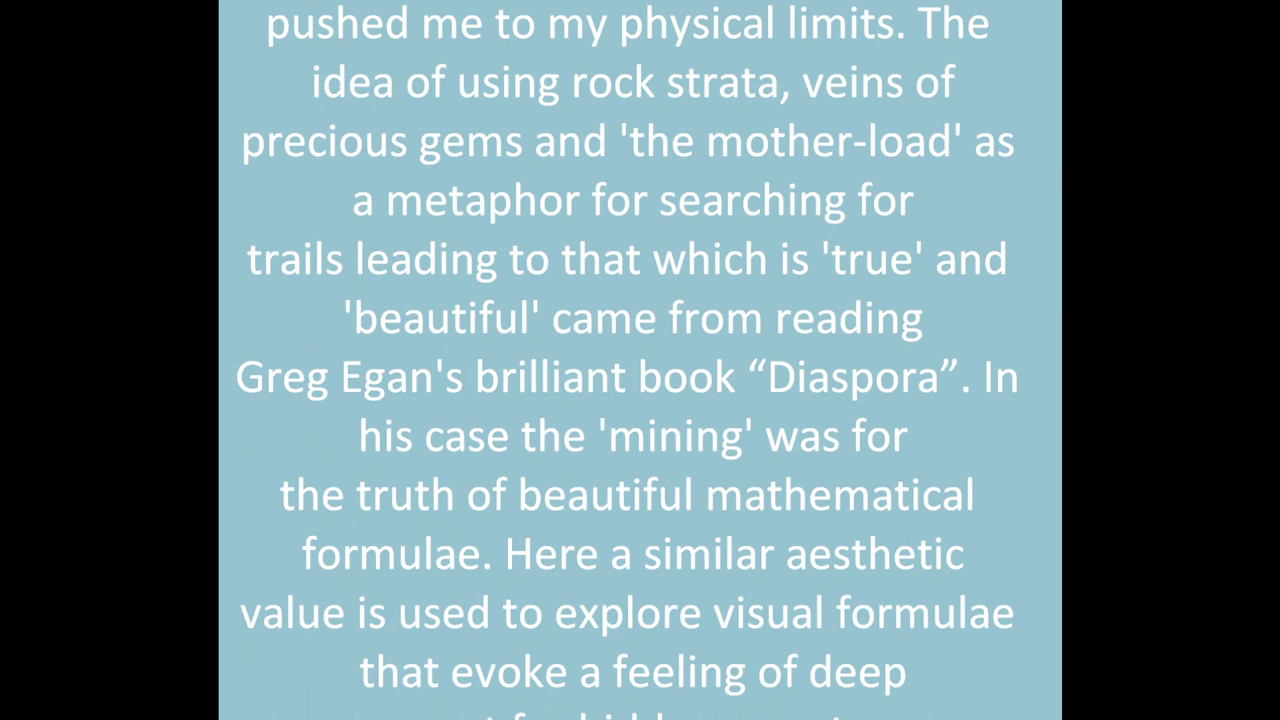 pushed me to my physical limits. The
idea of using rock strata, veins of
precious gems and 'the mother-load' as
a metaphor for searching for
trails leading to that which is 'true' and
'beautiful' came from reading
Greg Egan's brilliant book “Diaspora”. In
his case the 'mining' was for
the truth of beautiful mathematical
formulae. Here a similar aesthetic
value is used to explore visual formulae
that evoke a feeling of deep